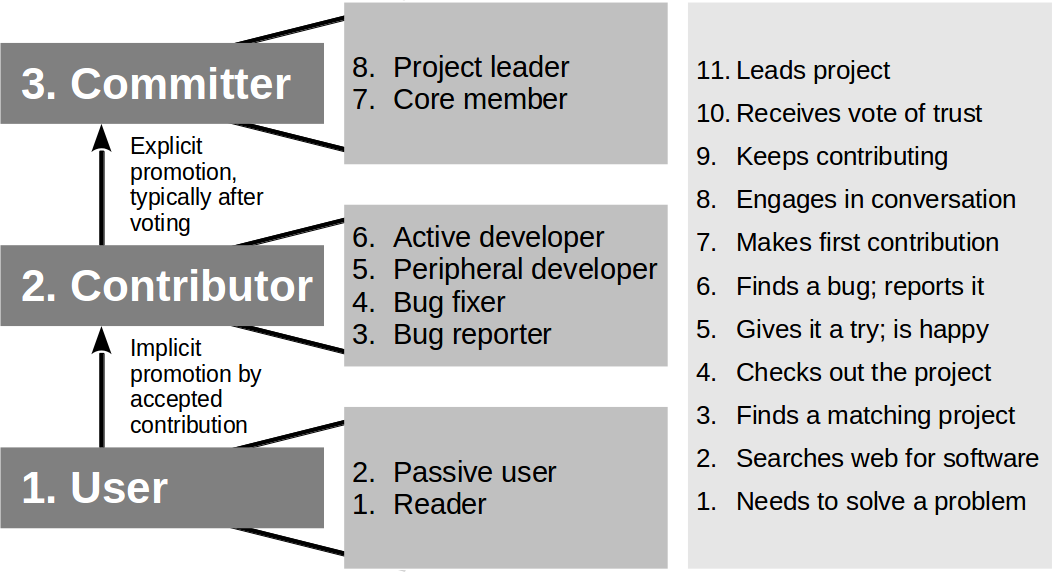 3. Committer
Explicit
promotion,
typically after
voting
2. Contributor
Implicit
promotion by
accepted
contribution
1. User
8. Project leader
7. Core member
6. Active developer
5. Peripheral developer
4. Bug fixer
3. Bug reporter
2. Passive user
1. Reader
11. Leads project
10. Receives vote of trust
9. Keeps contributing
8. Engages in conversation
7. Makes first contribution
6. Finds a bug; reports it
5. Gives it a try; is happy
4. Checks out the project
3. Finds a matching project
2. Searches web for software
1. Needs to solve a problem